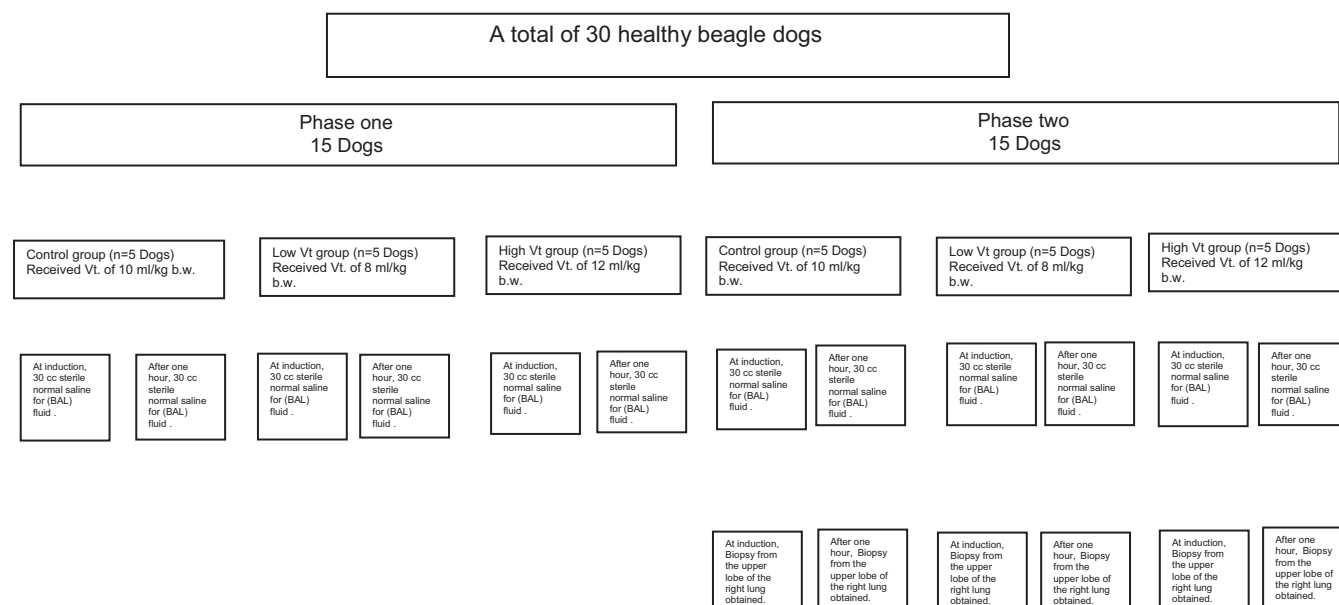 A total of 30 healthy beagle dogs
Phase one
15 Dogs
Phase two
15 Dogs
Control group (n=5 Dogs)
Received Vt. of 10 ml/kg b.w.
Low Vt group (n=5 Dogs)
Received Vt. of 8 ml/kg
b.w.
High Vt group (n=5 Dogs)
Received Vt. of 12 ml/kg
b.w.
Control group (n=5 Dogs)
Received Vt. of 10 ml/kg
b.w.
Low Vt group (n=5 Dogs)
Received Vt. of 8 ml/kg
b.w.
High Vt group (n=5 Dogs)
Received Vt. of 12 ml/kg
b.w.
At induction,
30 cc sterile
normal saline
for (BAL)
fluid .
After one
hour, 30 cc
sterile
normal saline
for (BAL)
fluid .
At induction,
30 cc sterile
normal saline
for (BAL)
fluid .
After one
hour, 30 cc
sterile
normal saline
for (BAL)
fluid .
At induction,
30 cc sterile
normal saline
for (BAL)
fluid .
After one
hour, 30 cc
sterile
normal saline
for (BAL)
fluid .
At induction,
30 cc sterile
normal saline
for (BAL)
fluid .
After one
hour, 30 cc
sterile
normal saline
for (BAL)
fluid .
At induction,
30 cc sterile
normal saline
for (BAL)
fluid .
After one
hour, 30 cc
sterile
normal saline
for (BAL)
fluid .
At induction,
30 cc sterile
normal saline
for (BAL)
fluid .
After one
hour, 30 cc
sterile
normal saline
for (BAL)
fluid .
At induction,
Biopsy from
the upper
lobe of the
right lung
obtained.
After one
hour, Biopsy
from the
upper lobe of
the right lung
obtained.
At induction,
Biopsy from
the upper
lobe of the
right lung
obtained.
After one
hour, Biopsy
from the
upper lobe of
the right lung
obtained.
At induction,
Biopsy from
the upper
lobe of the
right lung
obtained.
After one
hour, Biopsy
from the
upper lobe of
the right lung
obtained.